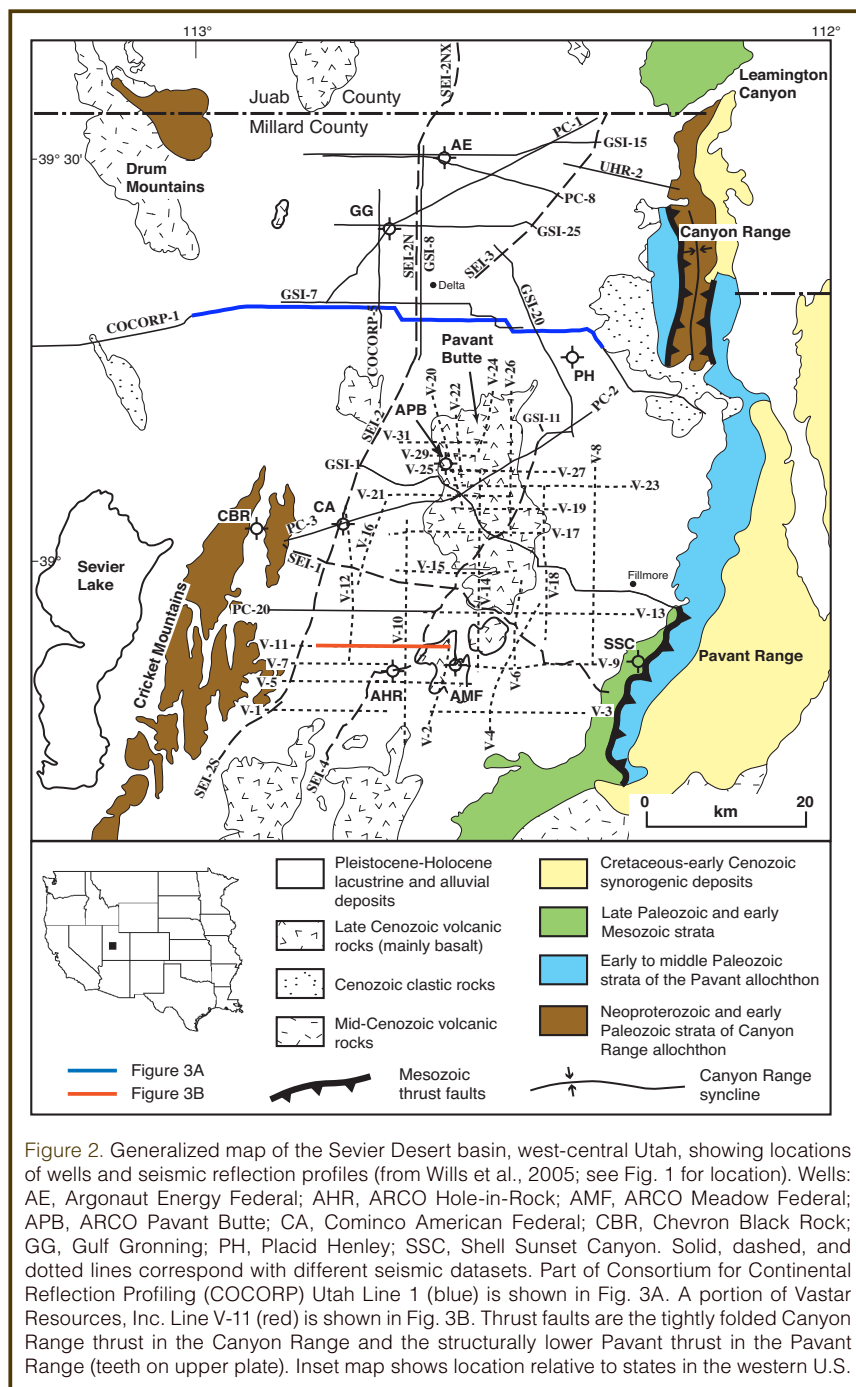 113°
112°
Juab County
Millard County
SEI-2NX
Leamington
Canyon
39° 30'
AE
PC-1
GSI-15
UHR-2
PC-8
Drum
Mountains
GG
SEI-2N
GSI-8
GSI-25
SEI-3
Delta
Canyon Range
COCORP-1
GSI-7
COCORP-5
GSI-20
Pavant
Butte
PH
SEI-2
V-20
V-22
V-24
V-26
APB
V-31
GSI-11
PC-2
V-29
V-25
V-8
GSI-1
V-27
V-21
V-23
CBR
CA
V-19
PC-3
V-16
V-17
39°
SEI-1
V-15
Sevier
Lake
V-12
V-14
V-18
Fillmore
PC-20
V-10
V-13
Cricket Mountains
V-11
V-7
V-6
V-9
SSC
Pavant Range
V-5
AHR
AMF
V-1
V-2
V-4
V-3
SEI-2S
SEI-4
0 20
km
Pleistocene-Holocene
lacustrine and alluvial
deposits
Late Cenozoic volcanic
rocks (mainly basalt)
Cenozoic clastic rocks
Mid-Cenozoic volcanic
rocks
Cretaceous-early Cenozoic
synorogenic deposits
Late Paleozoic and early
Mesozoic strata
Early to middle Paleozoic
strata of the Pavant allochthon
Neoproterozoic and early
Paleozoic strata of Canyon
Range allochthon
Figure 3A
Figure 3B
Mesozoic
thrust faults
Canyon Range
syncline
Figure 2. Generalized map of the Sevier Desert basin, west-central Utah, showing locations
of wells and seismic reflection profiles (from Wills et al., 2005; see Fig. 1 for location). Wells:
AE, Argonaut Energy Federal; AHR, ARCO Hole-in-Rock; AMF, ARCO Meadow Federal;
APB, ARCO Pavant Butte; CA, Cominco American Federal; CBR, Chevron Black Rock;
GG, Gulf Gronning; PH, Placid Henley; SSC, Shell Sunset Canyon. Solid, dashed, and
dotted lines correspond with different seismic datasets. Part of Consortium for Continental
Reflection Profiling (COCORP) Utah Line 1 (blue) is shown in Fig. 3A. A portion of Vastar
Resources, Inc. Line V-11 (red) is shown in Fig. 3B. Thrust faults are the tightly folded Canyon
Range thrust in the Canyon Range and the structurally lower Pavant thrust in the Pavant
Range (teeth on upper plate). Inset map shows location relative to states in the western U.S.